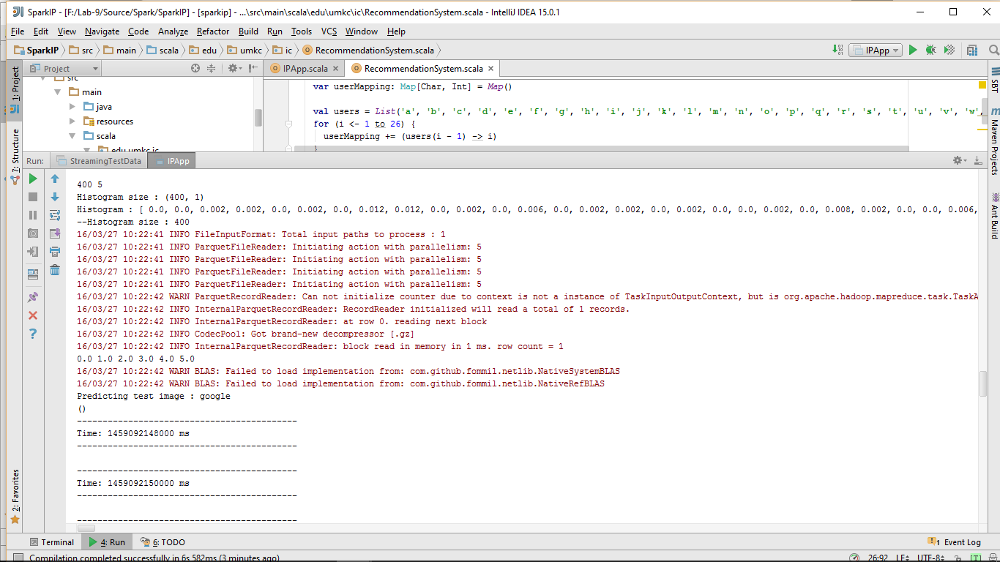 SparkIP - [F:/Lab-9/Source/Spark/SparkIP] - [sparkip] - ...\src\main\scala\edu\umkc\ic\RecommendationSystem.scala - IntelliJ IDEA 15.0.1
File Edit View Navigate Code Analyze Refactor Build Run Tools VCS Window Help
SparkIP src main scala edu umkc ic RecommendationSystem.scala IPApp
Project IPApp.scala RecommendationSystem.scala
1: Project
7: Structure
2: Favorites
SBT
Maven Projects
Ant Build
src
main
java
resources
scala
edu.umkc.ic
var userMapping: Map[Char, Int] = Map()
val users = List('a', 'b', 'c', 'd', 'e', 'f', 'g', 'h', 'i', 'j', 'k', 'l', 'm', 'n', 'o', 'p', 'q', 'r', 's', 't', 'u', 'v', 'w',
for (i <- 1 to 26) {
userMapping += (users(i - 1) -> i)
}
Run: StreamingTestData IPApp
400 5
Histogram size : (400, 1)
Histogram : [ 0.0, 0.0, 0.002, 0.002, 0.0, 0.002, 0.0, 0.012, 0.012, 0.0, 0.002, 0.0, 0.006, 0.0, 0.002, 0.002, 0.0, 0.002, 0.0, 0.0, 0.002, 0.0, 0.008, 0.002, 0.0, 0.0, 0.006,
--Histogram size : 400
16/03/27 10:22:41 INFO FileInputFormat: Total input paths to process : 1
16/03/27 10:22:41 INFO ParquetFileReader: Initiating action with parallelism: 5
16/03/27 10:22:41 INFO ParquetFileReader: Initiating action with parallelism: 5
16/03/27 10:22:41 INFO ParquetFileReader: Initiating action with parallelism: 5
16/03/27 10:22:41 INFO ParquetFileReader: Initiating action with parallelism: 5
16/03/27 10:22:42 WARN ParquetRecordReader: Can not initialize counter due to context is not a instance of TaskInputOutputContext, but is org.apache.hadoop.mapreduce.task.TaskA
16/03/27 10:22:42 INFO InternalParquetRecordReader: RecordReader initialized will read a total of 1 records.
16/03/27 10:22:42 INFO InternalParquetRecordReader: at row 0. reading next block
16/03/27 10:22:42 INFO CodecPool: Got brand-new decompressor [.gz]
16/03/27 10:22:42 INFO InternalParquetRecordReader: block read in memory in 1 ms. row count = 1
0.0 1.0 2.0 3.0 4.0 5.0
16/03/27 10:22:42 WARN BLAS: Failed to load implementation from: com.github.fommil.netlib.NativeSystemBLAS
16/03/27 10:22:42 WARN BLAS: Failed to load implementation from: com.github.fommil.netlib.NativeRefBLAS
Predicting test image : google
()
-------------------------------------------
Time: 1459092148000 ms
-------------------------------------------
-------------------------------------------
Time: 1459092150000 ms
-------------------------------------------
-------------------------------------------
Terminal 4: Run 6: TODO 1 Event Log
Compilation completed successfully in 6s 582ms (3 minutes ago) 26:92 LF UTF-8 [T]